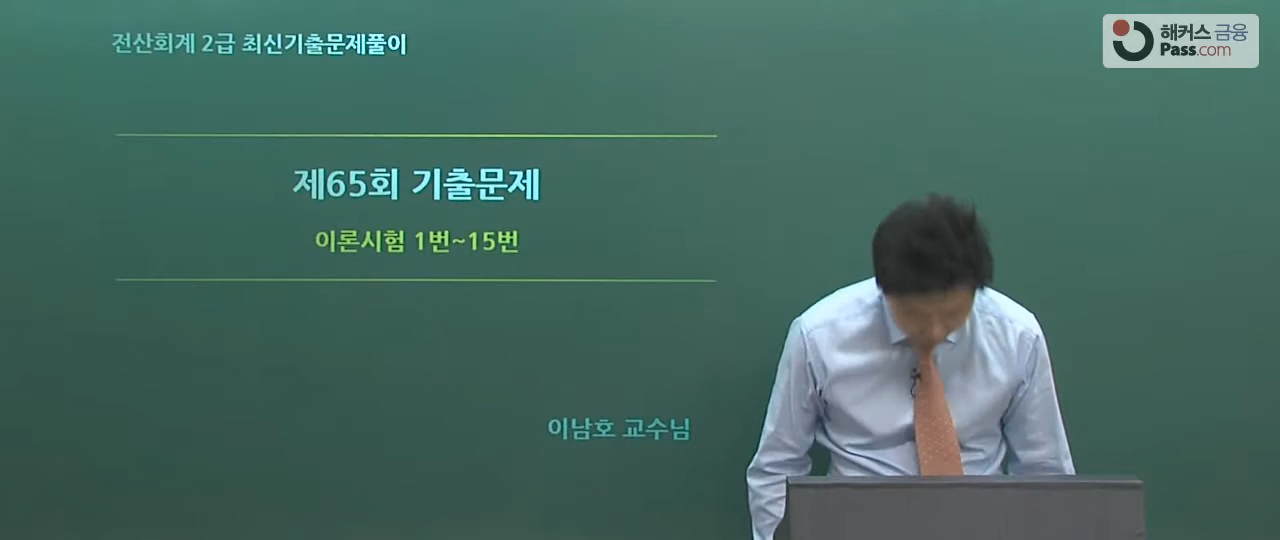 전산회계 2급 최신기출문제풀이
해커스 금융
Pass.com
제65회 기출문제
이론시험 1번~15번
이남호 교수님